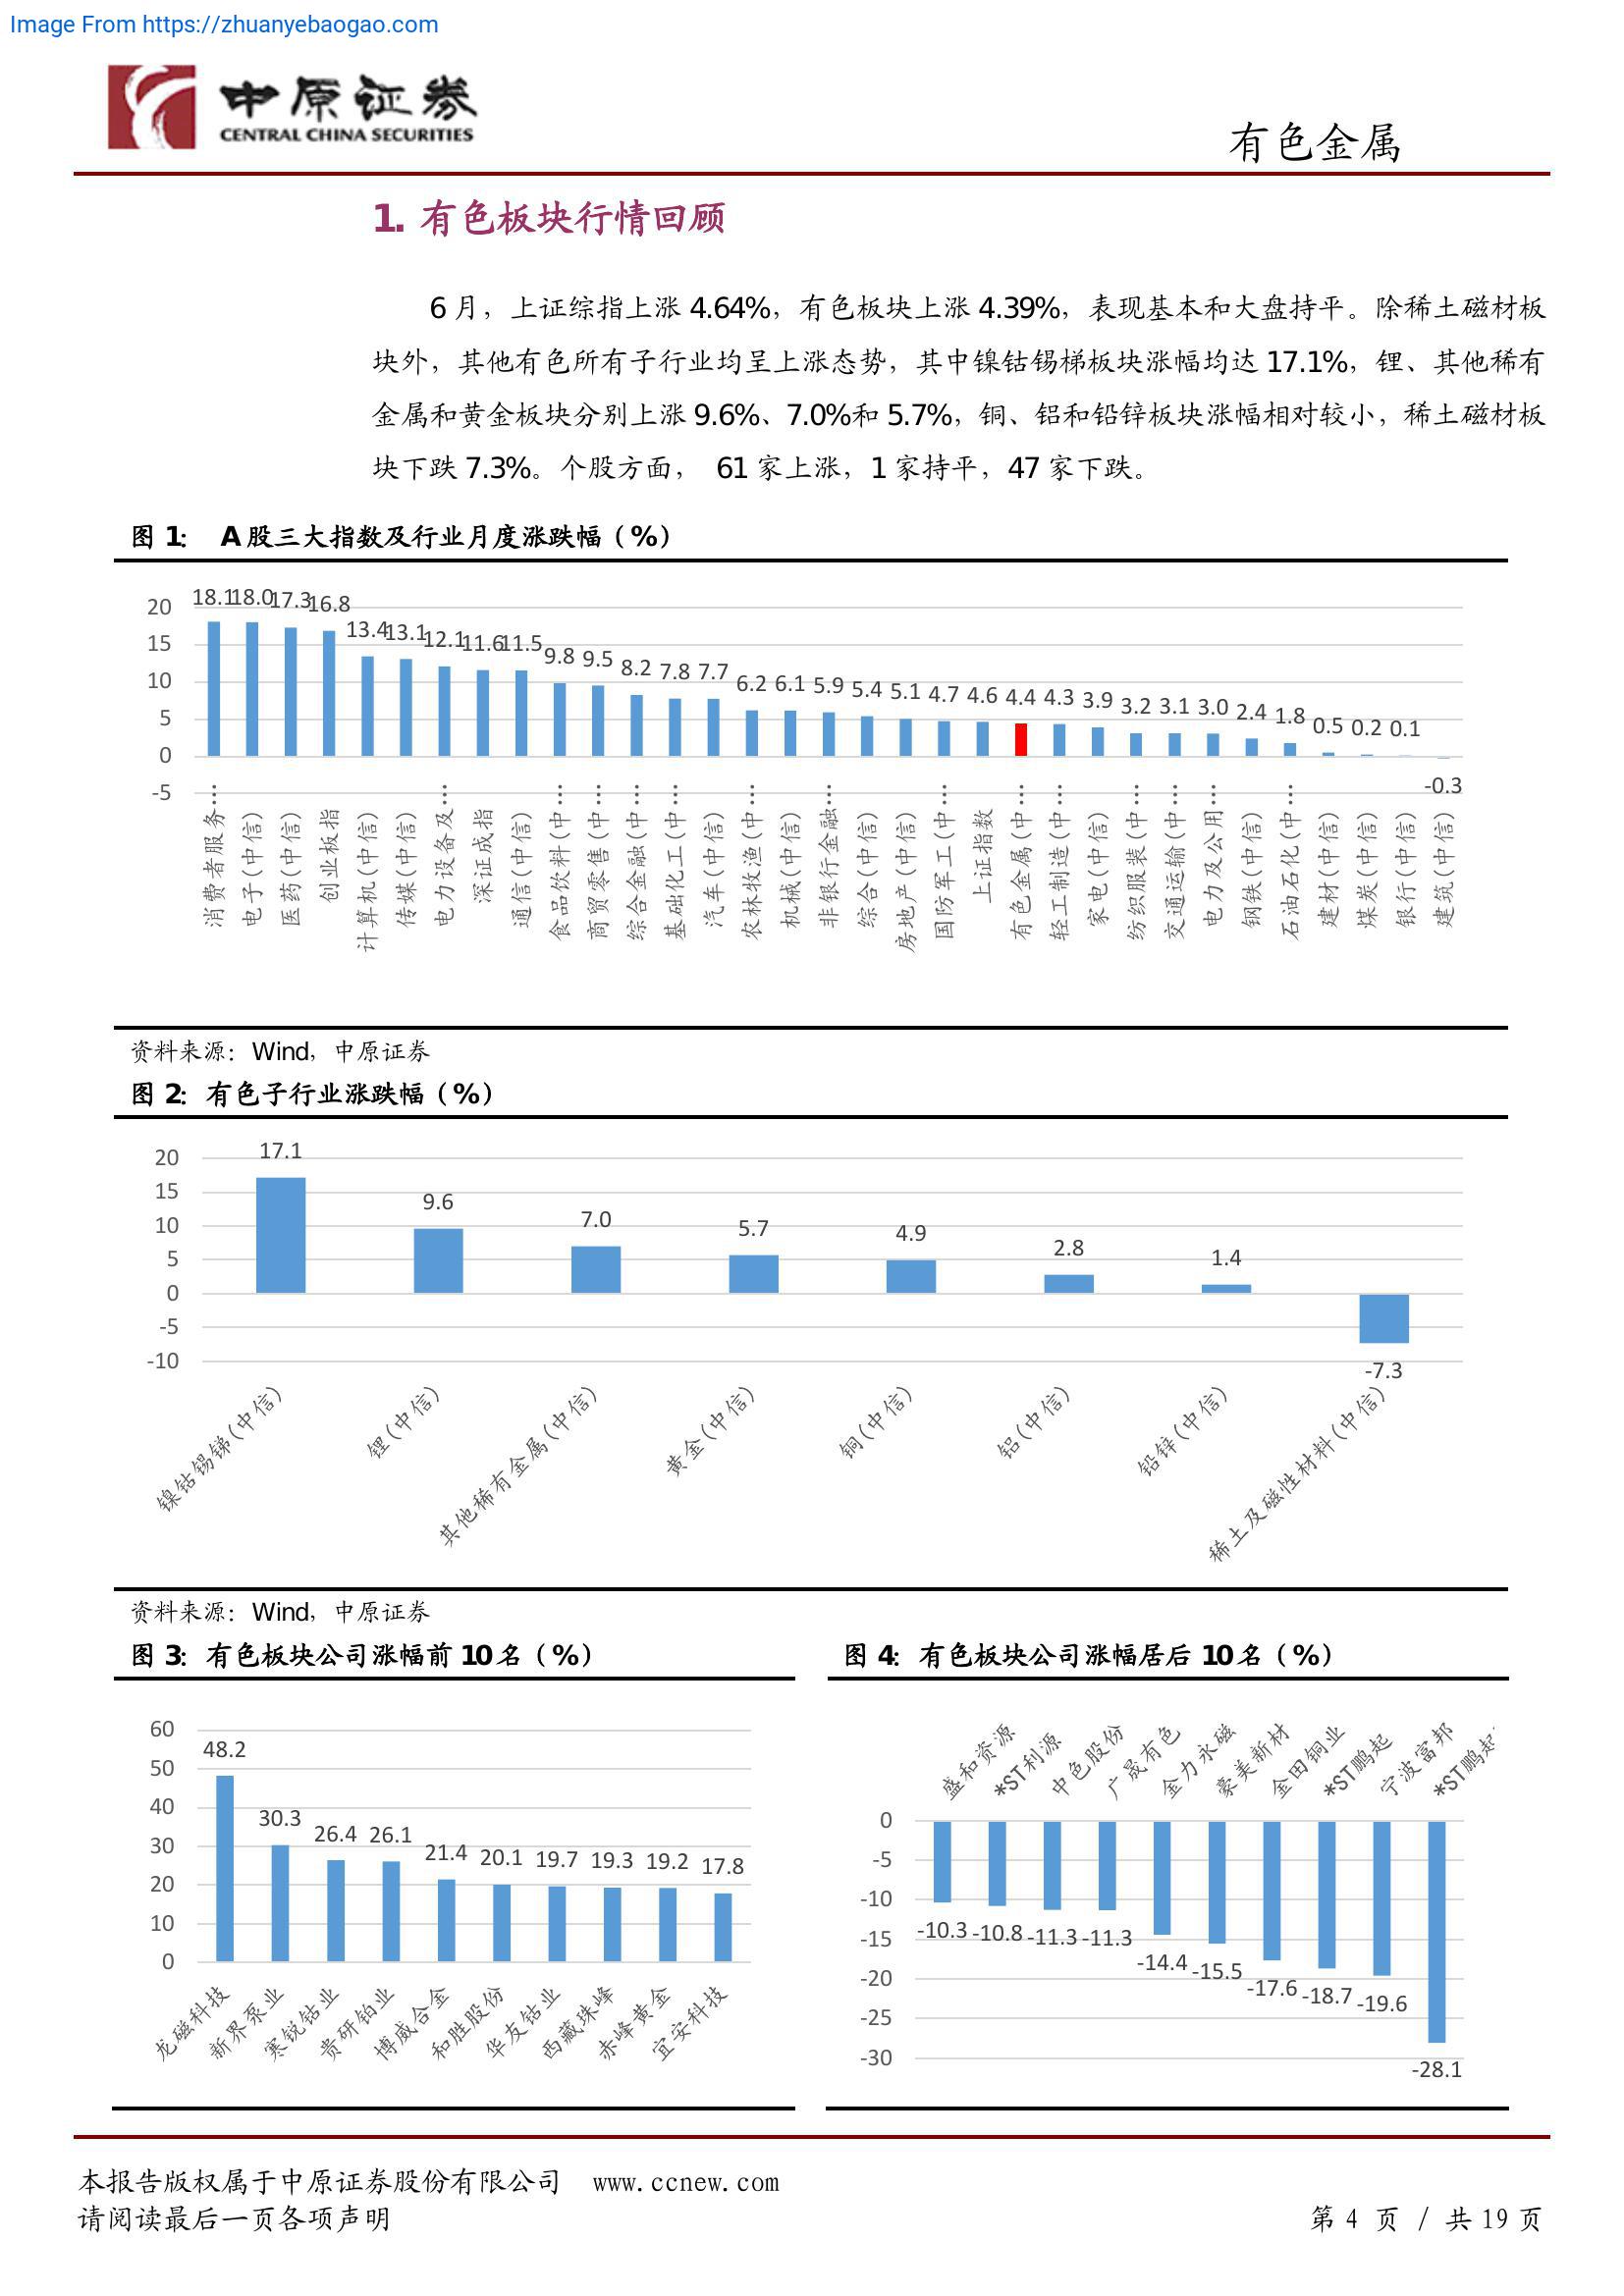 Image From https://zhuanyebaogao.com
中原证券
CENTRAL CHINA SECURITIES
有色金属
1. 有色板块行情回顾
6 月，上证综指上涨 4.64%，有色板块上涨 4.39%，表现基本和大盘持平。除稀土磁材板
块外，其他有色所有子行业均呈上涨态势，其中镍钴锡梯板块涨幅均达 17.1%，锂、其他稀有
金属和黄金板块分别上涨 9.6%、7.0%和 5.7%，铜、铝和铅锌板块涨幅相对较小，稀土磁材板
块下跌 7.3%。个股方面， 61 家上涨，1 家持平，47 家下跌。
图 1: A 股三大指数及行业月度涨跌幅（%）
20
15
10
5
0
-5
18.1 18.0 17.3 16.8 13.4 13.1 12.1 11.6 11.5 9.8 9.5 8.2 7.8 7.7 6.2 6.1 5.9 5.4 5.1 4.7 4.6 4.4 4.3 3.9 3.2 3.1 3.0 2.4 1.8 0.5 0.2 0.1 -0.3
消费者服务…
电子(中信)
医药(中信)
创业板指
计算机(中信)
传媒(中信)
电力设备及…
深证成指
通信(中信)
食品饮料(中…
商贸零售(中…
综合金融(中…
基础化工(中…
汽车(中信)
农林牧渔(中…
机械(中信)
非银行金融…
综合(中信)
房地产(中信)
国防军工(中…
上证指数
有色金属(中…
轻工制造(中…
家电(中信)
纺织服装(中…
交通运输(中…
电力及公用…
钢铁(中信)
石油石化(中…
建材(中信)
煤炭(中信)
银行(中信)
建筑(中信)
资料来源：Wind，中原证券
图 2: 有色子行业涨跌幅（%）
20
15
10
5
0
-5
-10
17.1 9.6 7.0 5.7 4.9 2.8 1.4 -7.3
镍钴锡锑(中信)
锂(中信)
其他稀有金属(中信)
黄金(中信)
铜(中信)
铝(中信)
铅锌(中信)
稀土及磁性材料(中信)
资料来源：Wind，中原证券
图 3: 有色板块公司涨幅前 10 名（%）
60
50
40
30
20
10
0
48.2 30.3 26.4 26.1 21.4 20.1 19.7 19.3 19.2 17.8
龙磁科技
新界泵业
寒锐钴业
贵研铂业
博威合金
和胜股份
华友钴业
西藏珠峰
赤峰黄金
宜安科技
图 4: 有色板块公司涨幅居后 10 名（%）
盛和资源
*ST利源
中色股份
广晟有色
金力永磁
豪美新材
金田铜业
*ST鹏起
宁波富邦
*ST鹏起
0
-5
-10
-15
-20
-25
-30
-10.3 -10.8 -11.3 -11.3 -14.4 -15.5 -17.6 -18.7 -19.6 -28.1
本报告版权属于中原证券股份有限公司 www.ccnew.com
请阅读最后一页各项声明
第 4 页 / 共 19 页